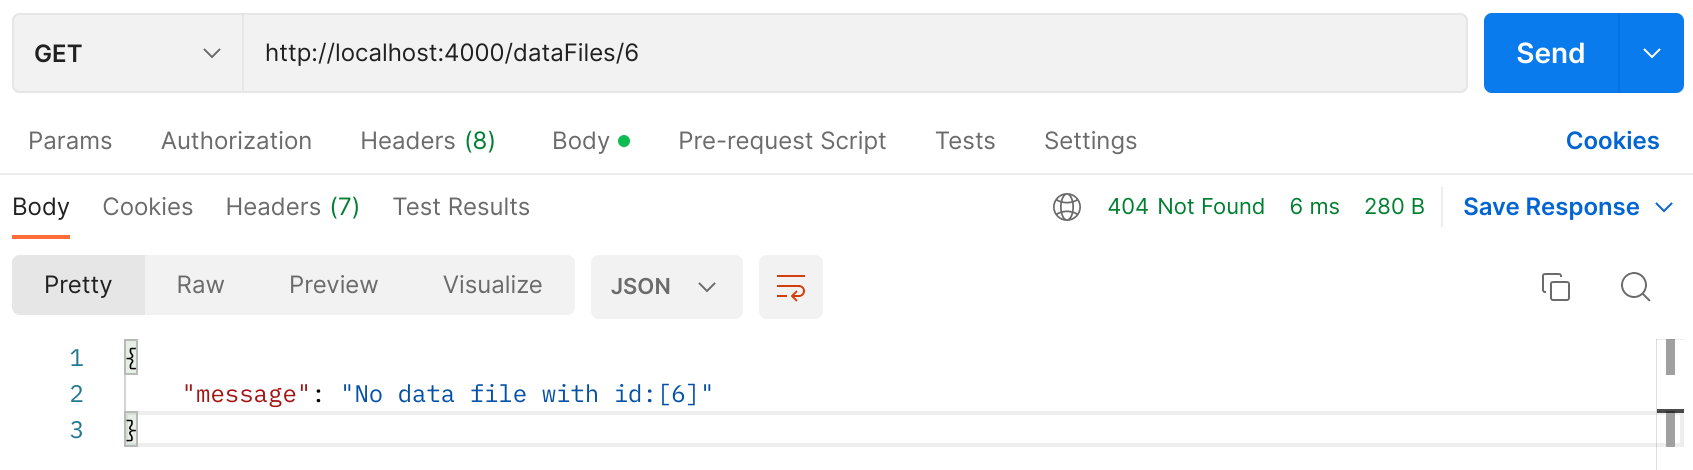 GET http://localhost:4000/dataFiles/6 Send
Params Authorization Headers (8) Body Pre-request Script Tests Settings Cookies
Body Cookies Headers (7) Test Results 404 Not Found 6 ms 280 B Save Response
Pretty Raw Preview Visualize JSON
1 {
2 "message": "No data file with id:[6]"
3 }